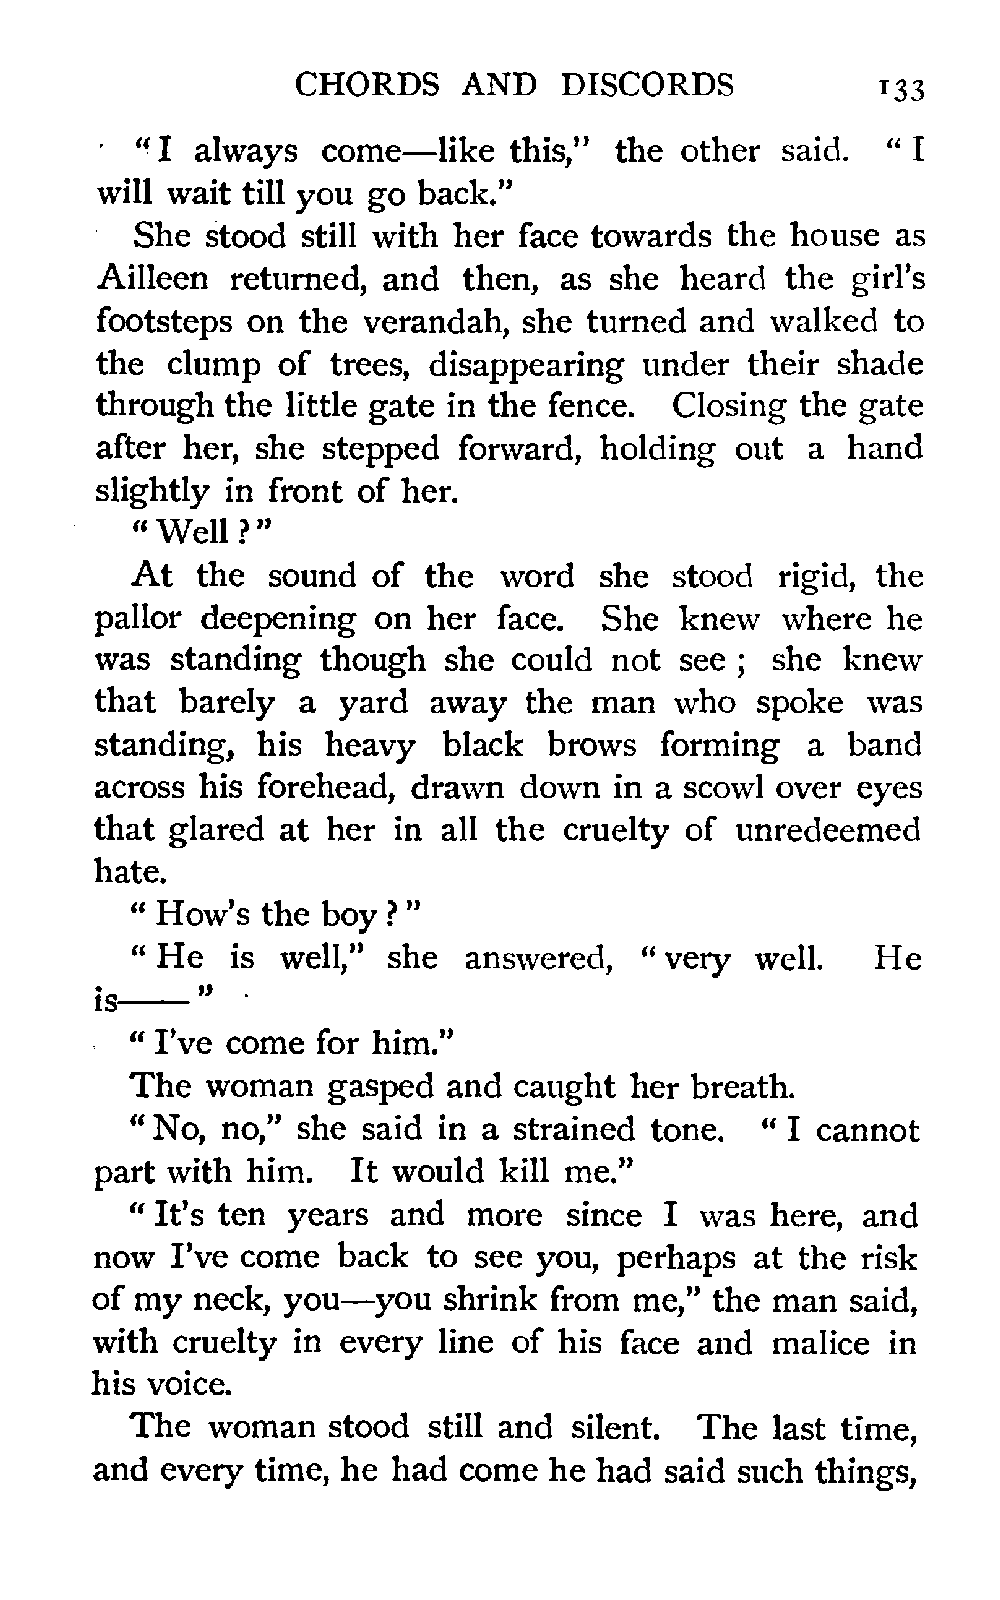 CHORDS AND DISCORDS 133
"I always come—like this," the other said. "I
will wait till you go back."
She stood still with her face towards the house as
Ailleen returned, and then, as she heard the girl's
footsteps on the verandah, she turned and walked to
the clump of trees, disappearing under their shade
through the little gate in the fence. Closing the gate
after her, she stepped forward, holding out a hand
slightly in front of her.
"Well?"
At the sound of the word she stood rigid, the
pallor deepening on her face. She knew where he
was standing though she could not see; she knew
that barely a yard away the man who spoke was
standing, his heavy black brows forming a band
across his forehead, drawn down in a scowl over eyes
that glared at her in all the cruelty of unredeemed
hate.
"How's the boy?"
"He is well," she answered, "very well. He
is——"
"I've come for him."
The woman gasped and caught her breath.
"No, no," she said in a strained tone. "I cannot
part with him. It would kill me."
"It's ten years and more since I was here, and
now I've come back to see you, perhaps at the risk
of my neck, you—you shrink from me," the man said,
with cruelty in every line of his face and malice in
his voice.
The woman stood still and silent. The last time,
and every time, he had come he had said such things,